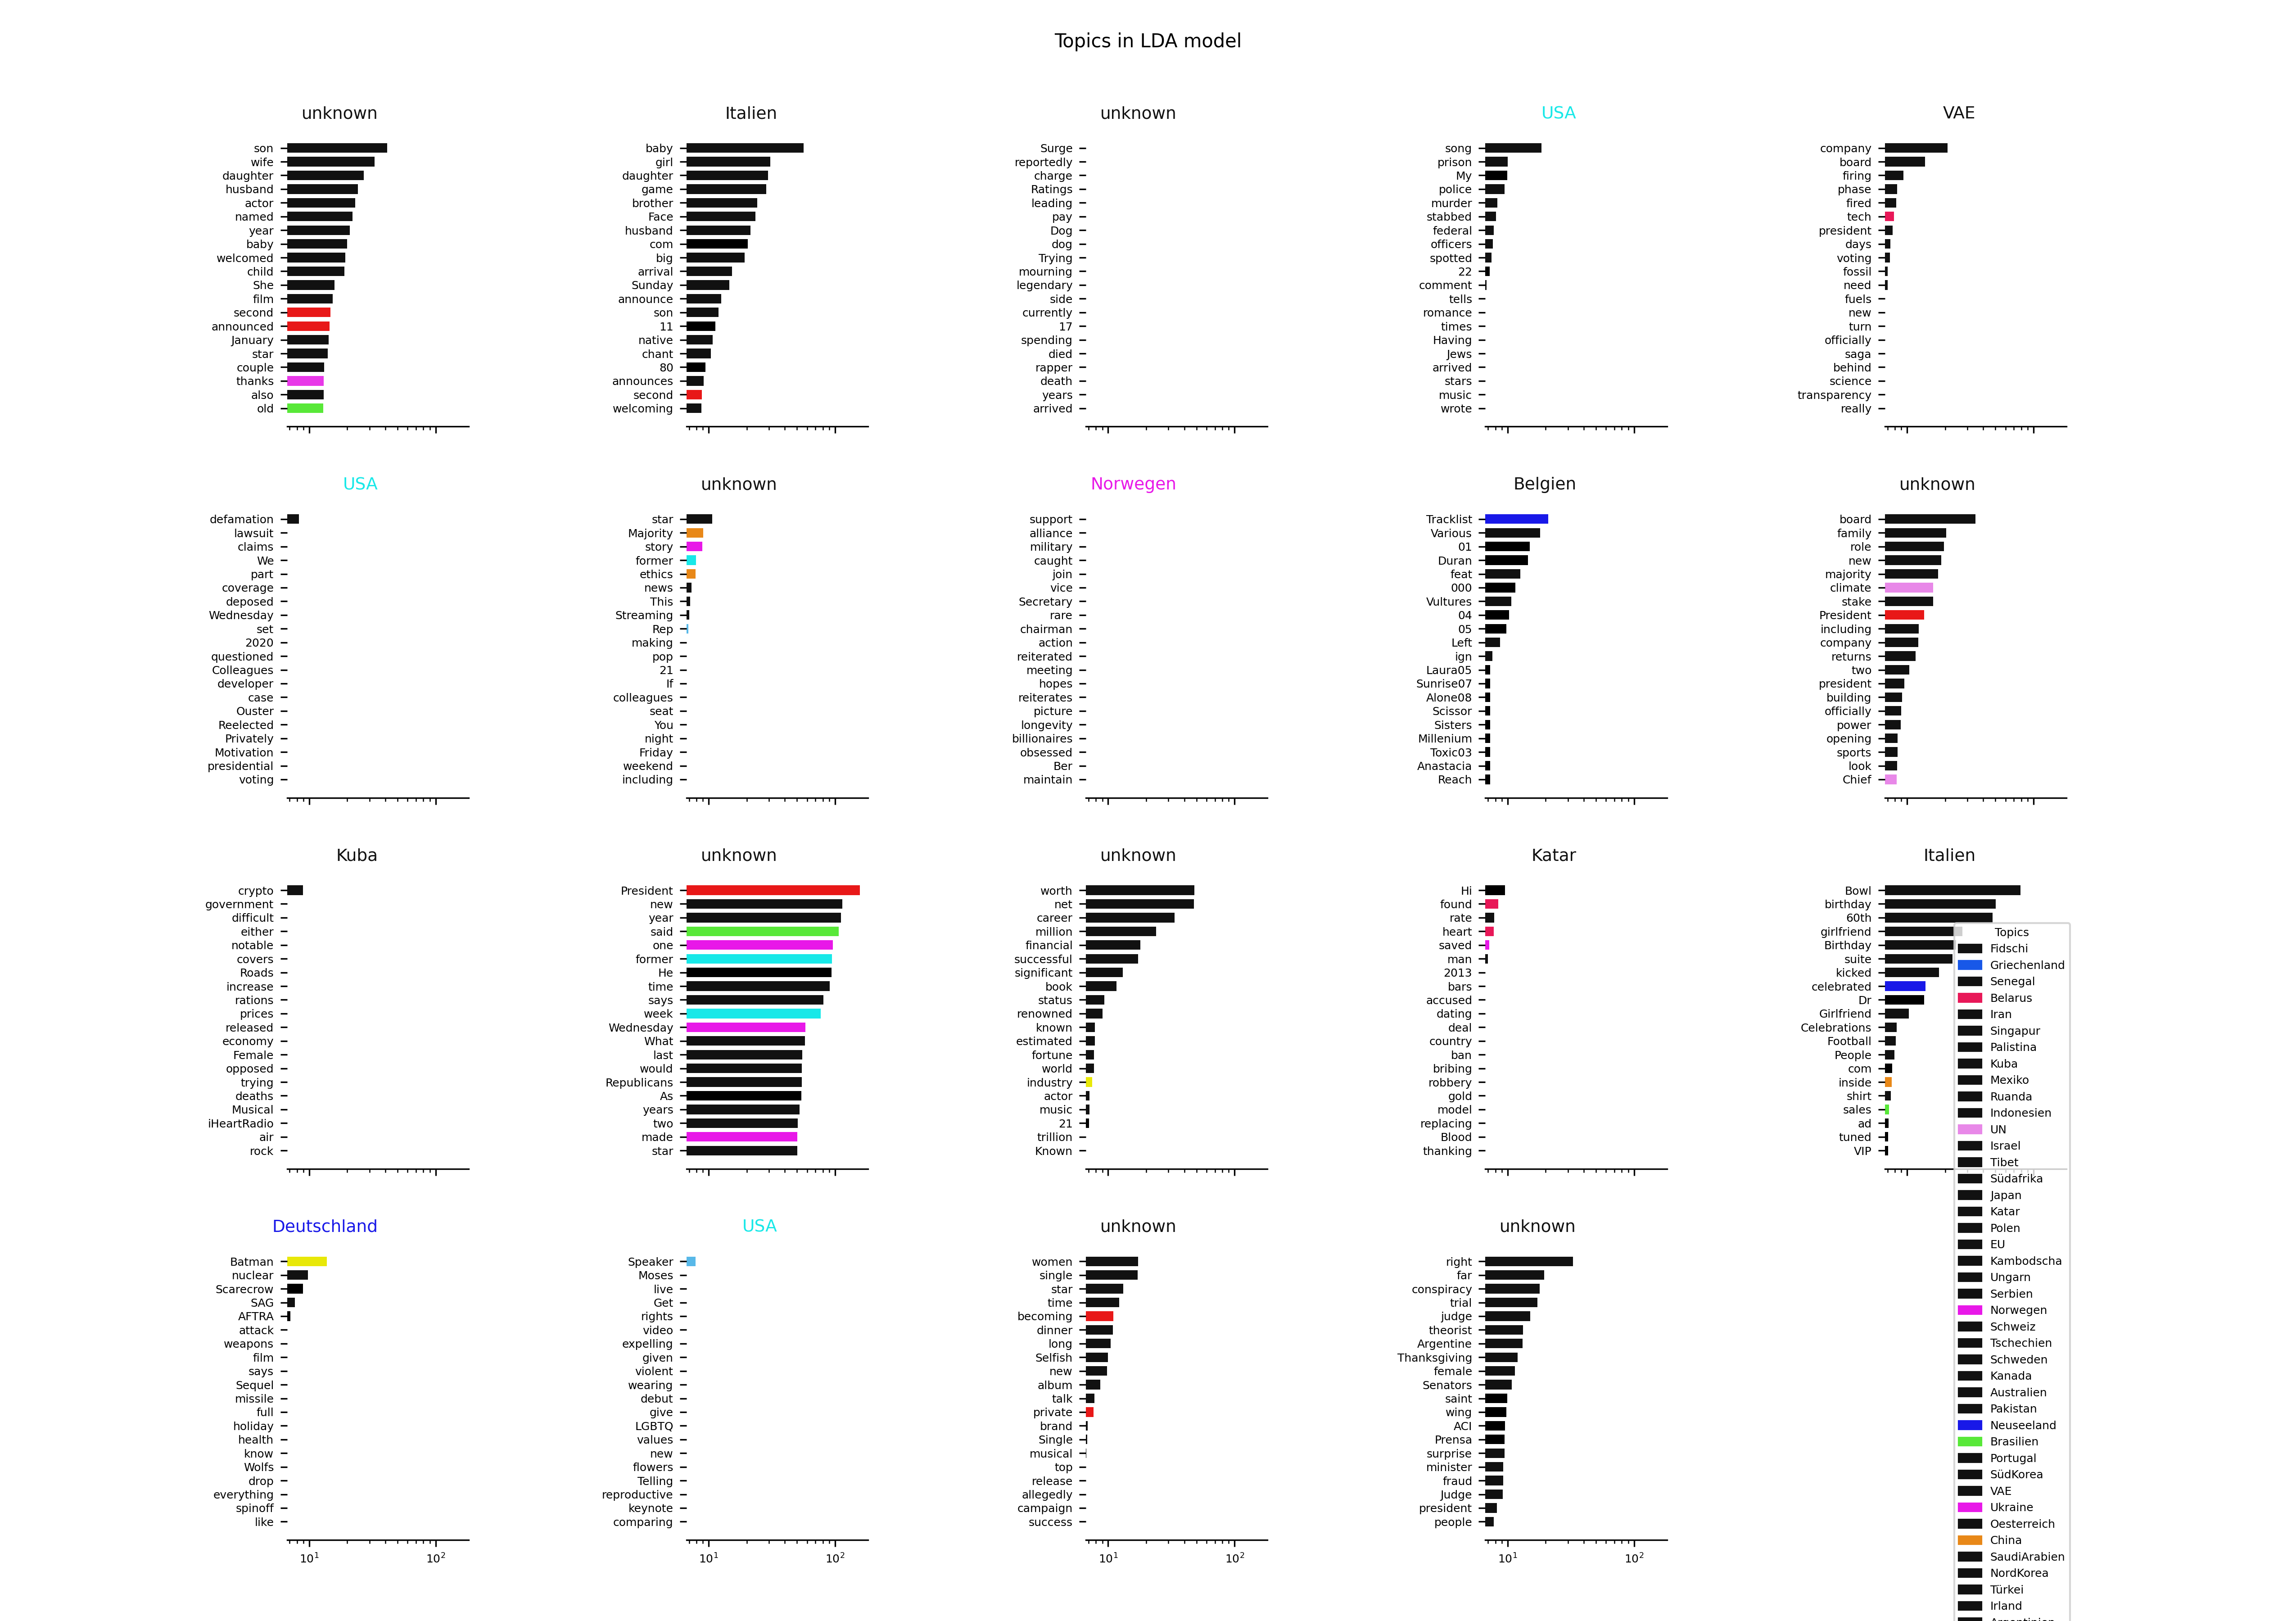 Topics in LDA model
unknown
son
wife
daughter
husband
actor
named
year
baby
welcomed
child
She
film
second
announced
January
star
couple
thanks
also
old
Italien
baby
girl
daughter
game
brother
Face
husband
com
big
arrival
Sunday
announce
son
11
native
chant
80
announces
second
welcoming
unknown
Surge
reportedly
charge
Ratings
leading
pay
Dog
dog
Trying
mourning
legendary
side
currently
17
spending
died
rapper
death
years
arrived
USA
song
prison
My
police
murder
stabbed
federal
officers
spotted
22
comment
tells
romance
times
Having
Jews
arrived
stars
music
wrote
VAE
company
board
firing
phase
fired
tech
president
days
voting
fossil
need
fuels
new
turn
officially
saga
behind
science
transparency
really
USA
defamation
lawsuit
claims
We
part
coverage
deposed
Wednesday
set
2020
questioned
Colleagues
developer
case
Ouster
Reelected
Privately
Motivation
presidential
voting
unknown
star
Majority
story
former
ethics
news
This
Streaming
Rep
making
pop
21
If
colleagues
seat
You
night
Friday
weekend
including
Norwegen
support
alliance
military
caught
join
vice
Secretary
rare
chairman
action
reiterated
meeting
hopes
reiterates
picture
longevity
billionaires
obsessed
Ber
maintain
Belgien
Tracklist
Various
01
Duran
feat
000
Vultures
04
05
Left
ign
Laura05
Sunrise07
Alone08
Scissor
Sisters
Millenium
Toxic03
Anastacia
Reach
unknown
board
family
role
new
majority
climate
stake
President
including
company
returns
two
president
building
officially
power
opening
sports
look
Chief
Kuba
crypto
government
difficult
either
notable
covers
Roads
increase
rations
prices
released
economy
Female
opposed
trying
deaths
Musical
iHeartRadio
air
rock
unknown
President
new
year
said
one
former
He
time
says
week
Wednesday
What
last
would
Republicans
As
years
two
made
star
unknown
worth
net
career
million
financial
successful
significant
book
status
renowned
known
estimated
fortune
world
industry
actor
music
21
trillion
Known
Katar
Hi
found
rate
heart
saved
man
2013
bars
accused
dating
deal
country
ban
bribing
robbery
gold
model
replacing
Blood
thanking
Italien
Bowl
birthday
60th
girlfriend
Birthday
suite
kicked
celebrated
Dr
Girlfriend
Celebrations
Football
People
com
inside
shirt
sales
ad
tuned
VIP
Deutschland
Batman
nuclear
Scarecrow
SAG
AFTRA
attack
weapons
film
says
Sequel
missile
full
holiday
health
know
Wolfs
drop
everything
spinoff
like
10¹ 10²
USA
Speaker
Moses
live
Get
rights
video
expelling
given
violent
wearing
debut
give
LGBTQ
values
new
flowers
Telling
reproductive
keynote
comparing
10¹ 10²
unknown
women
single
star
time
becoming
dinner
long
Selfish
new
album
talk
private
brand
Single
musical
top
release
allegedly
campaign
success
10¹ 10²
unknown
right
far
conspiracy
trial
judge
theorist
Argentine
Thanksgiving
female
Senators
saint
wing
ACI
Prensa
surprise
minister
fraud
Judge
president
people
10¹ 10²
Topics
Fidschi
Griechenland
Senegal
Belarus
Iran
Singapur
Palistina
Kuba
Mexiko
Ruanda
Indonesien
UN
Israel
Tibet
Südafrika
Japan
Katar
Polen
EU
Kambodscha
Ungarn
Serbien
Norwegen
Schweiz
Tschechien
Schweden
Kanada
Australien
Pakistan
Neuseeland
Brasilien
Portugal
SüdKorea
VAE
Ukraine
Oesterreich
China
SaudiArabien
NordKorea
Türkei
Irland